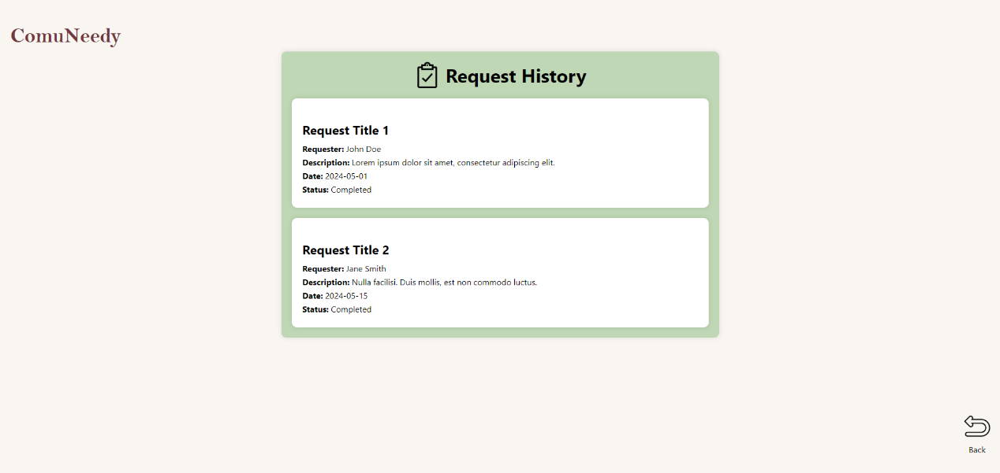 ComuNeedy
Request History
Request Title 1
Requester: John Doe
Description: Lorem ipsum dolor sit amet, consectetur adipiscing elit.
Date: 2024-05-01
Status: Completed
Request Title 2
Requester: Jane Smith
Description: Nulla facilisi. Duis mollis, est non commodo luctus.
Date: 2024-05-15
Status: Completed
Back